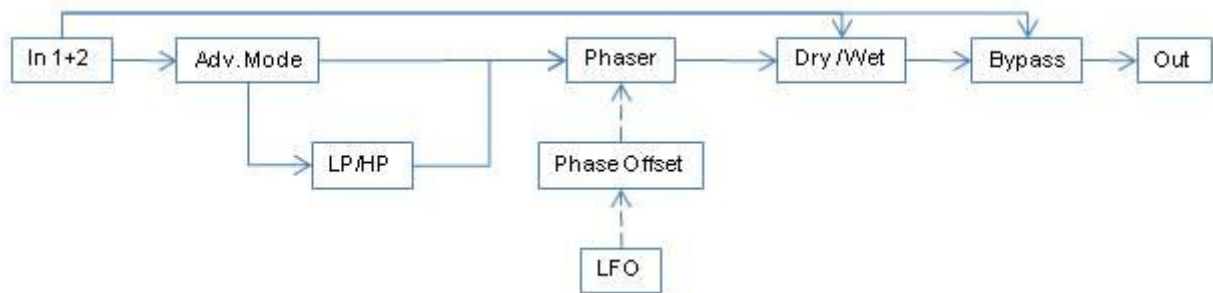 In 1+2
Adv. Mode
Phaser
Dry/Wet
Bypass
Out
LP/HP
Phase Offset
LFO